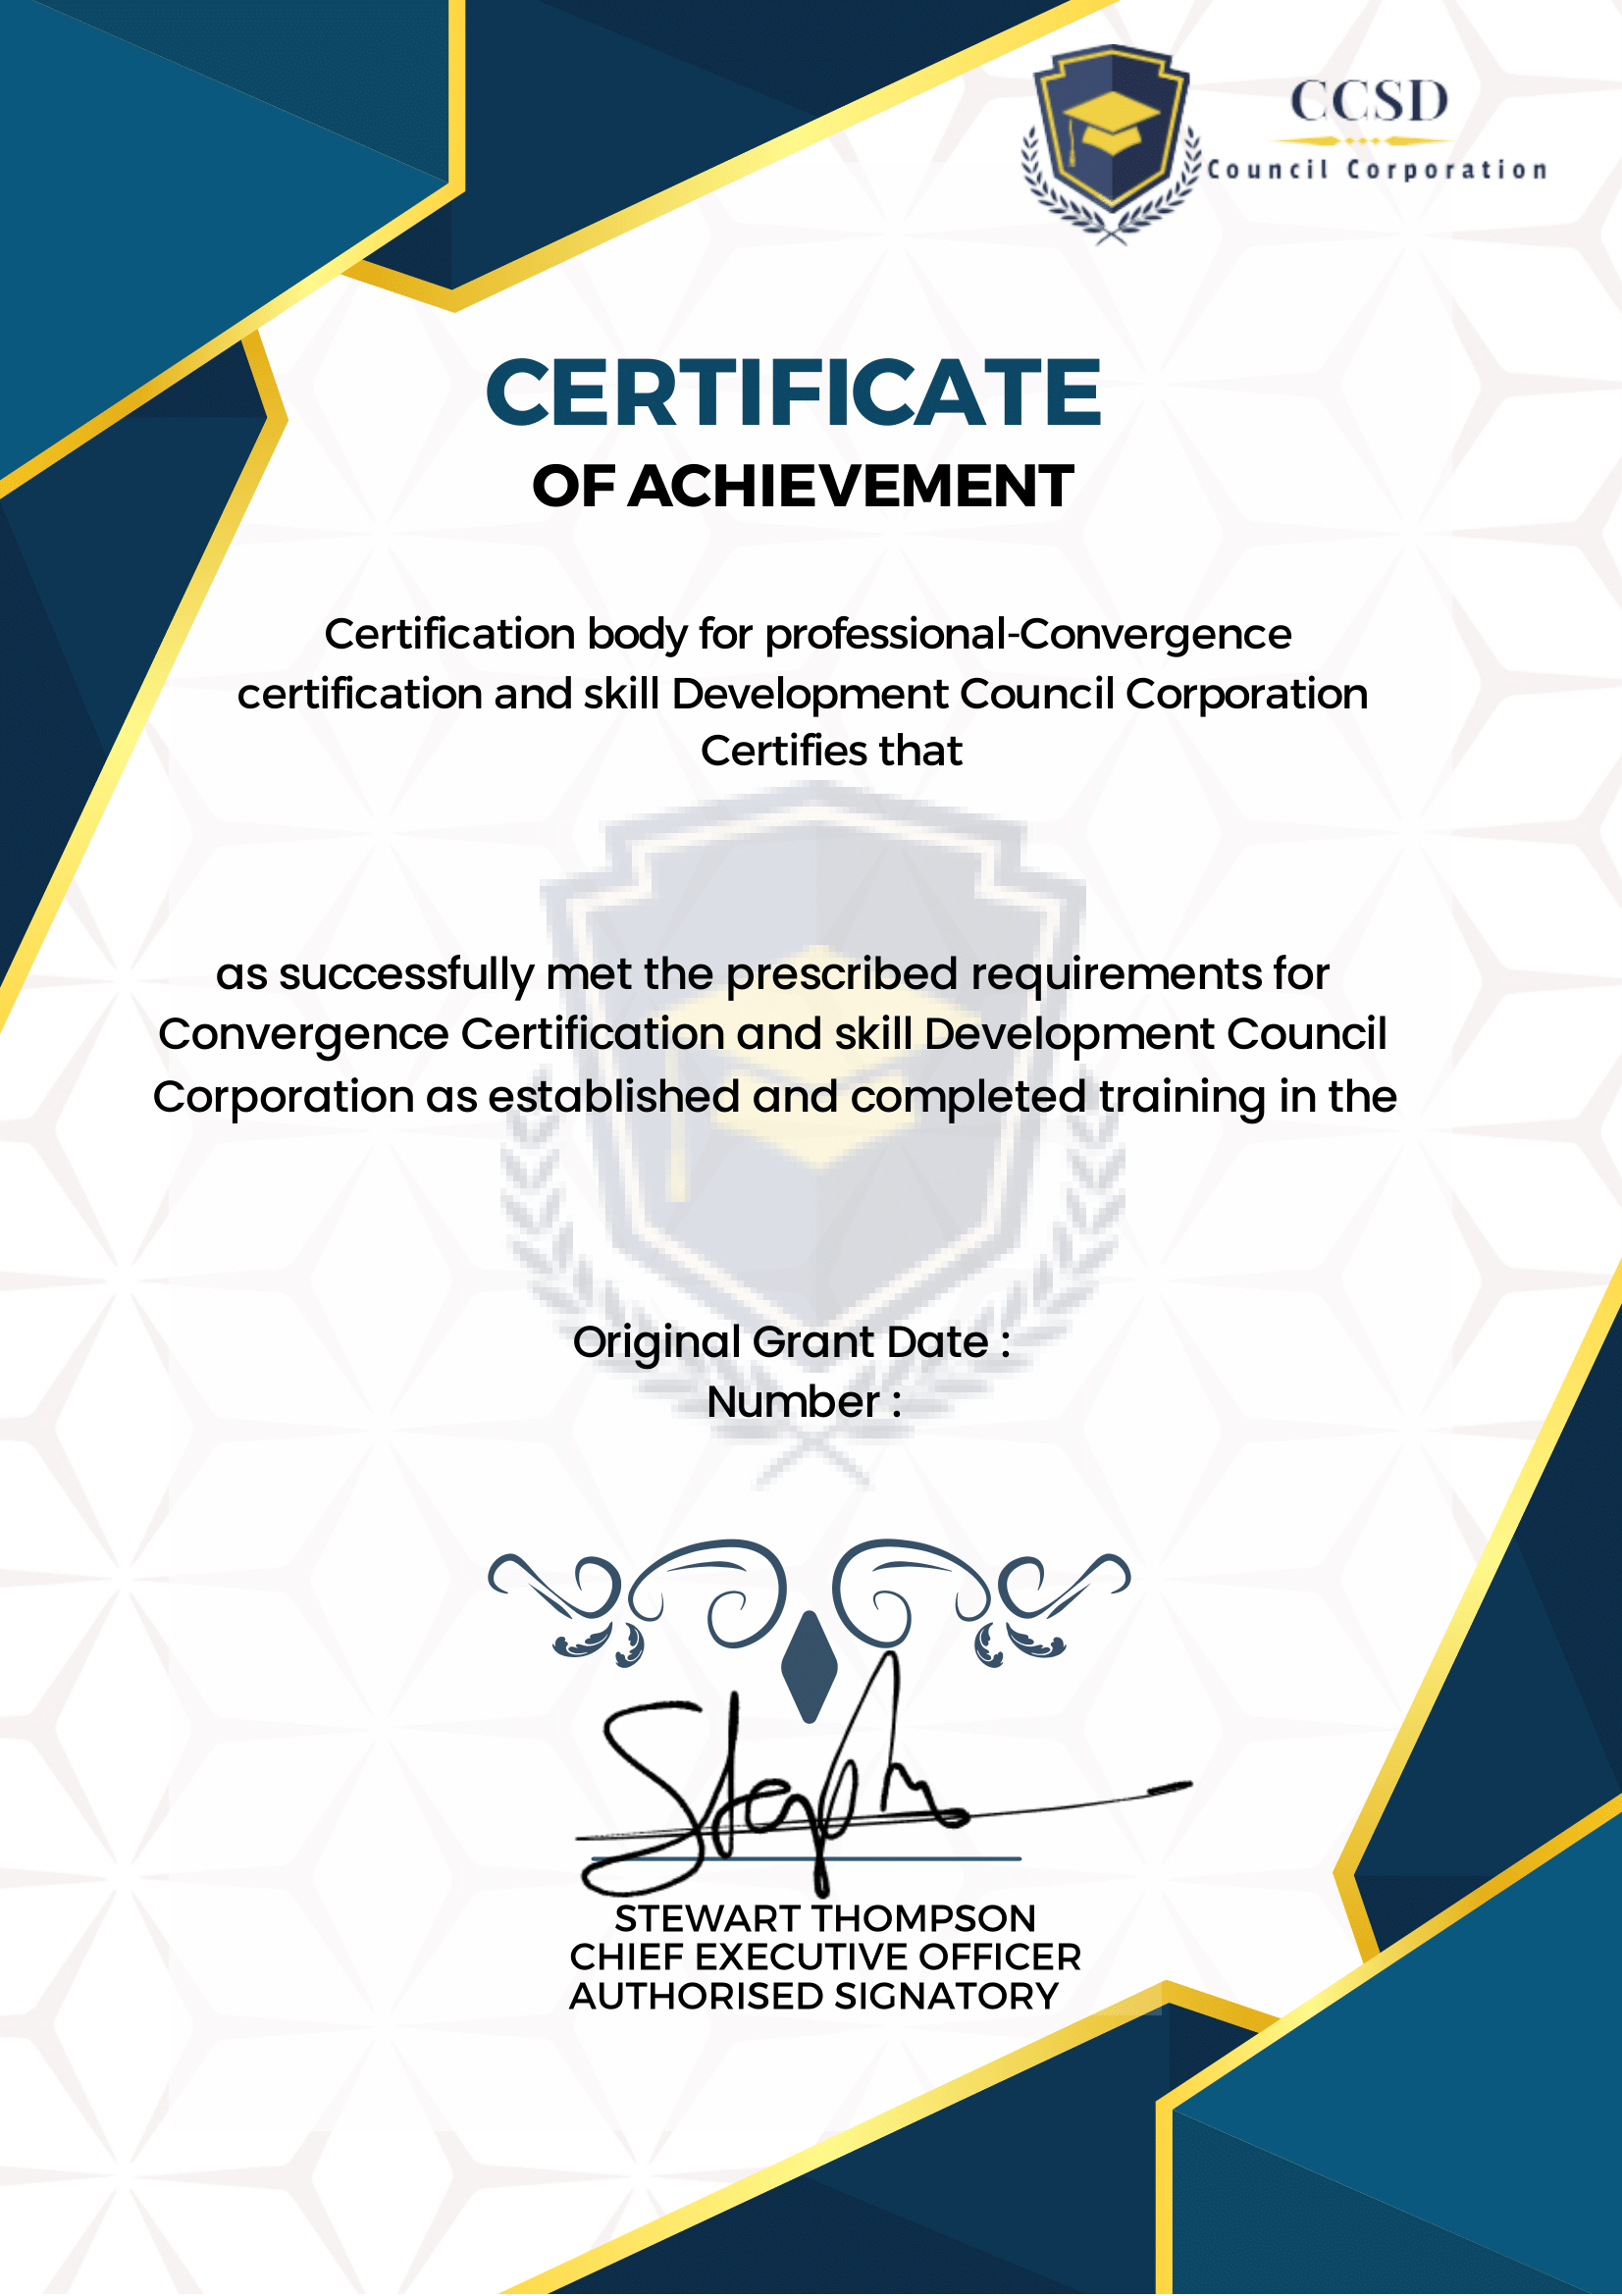 CCSD
Council Corporation
CERTIFICATE
OF ACHIEVEMENT
Certification body for professional-Convergence
certification and skill Development Council Corporation
Certifies that
as successfully met the prescribed requirements for
Convergence Certification and skill Development Council
Corporation as established and completed training in the
Original Grant Date :
Number :
Steph
STEWART THOMPSON
CHIEF EXECUTIVE OFFICER
AUTHORISED SIGNATORY